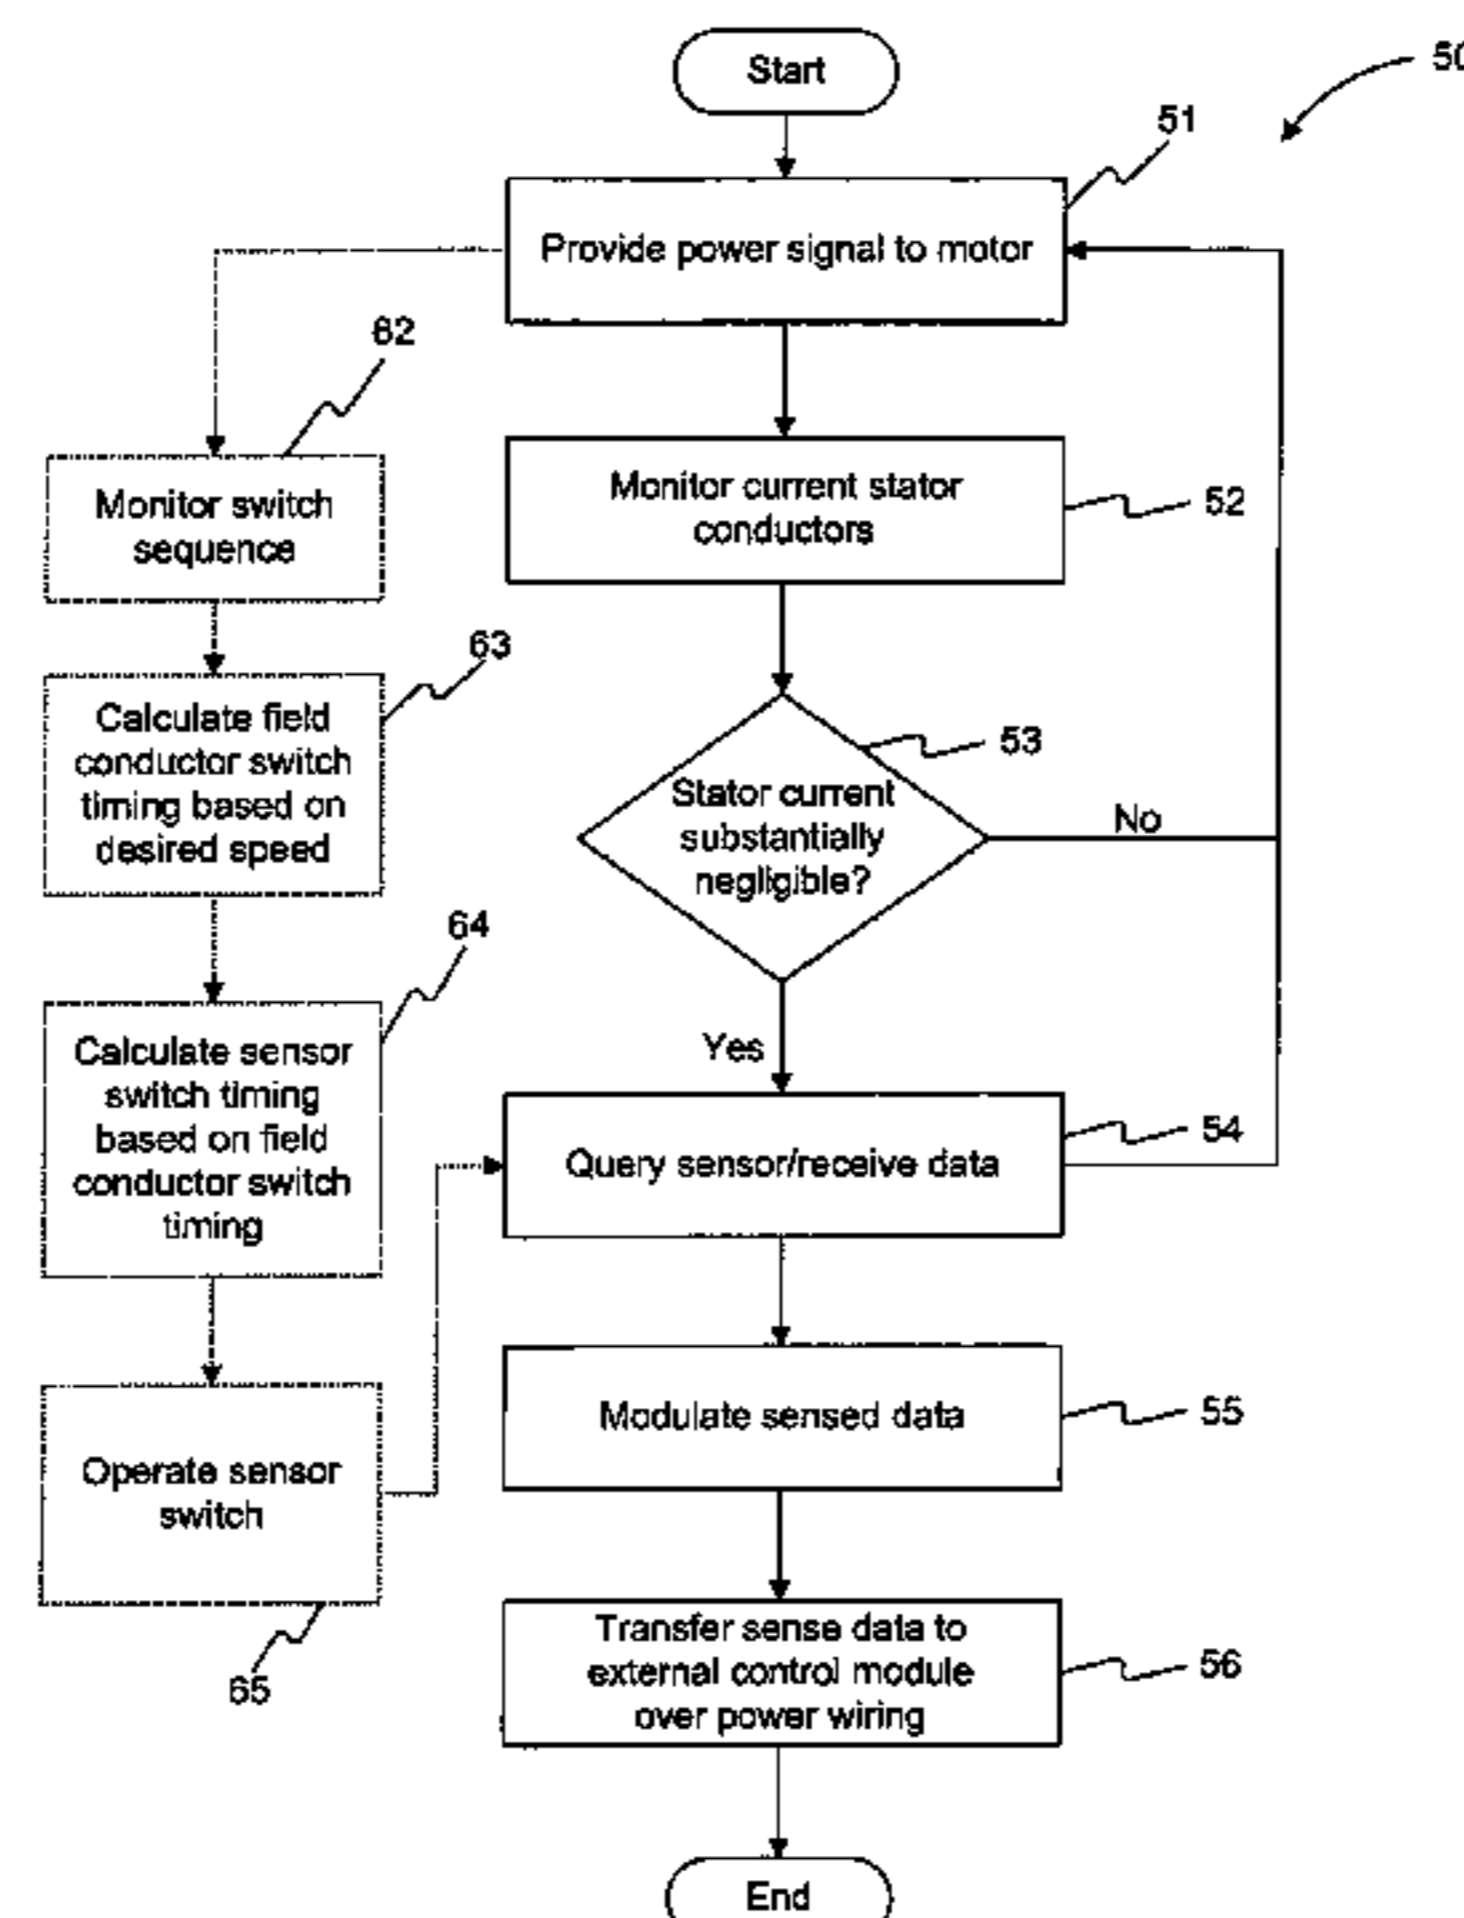 Start
50
51
Provide power signal to motor
62
Monitor current stator
conductors
52
Monitor switch
sequence
63
Calculate field
conductor switch
timing based on
desired speed
53
Stator current
substantially
negligible?
No
Yes
64
Calculate sensor
switch timing
based on field
conductor switch
timing
54
Query sensor/receive data
Modulate sensed data
55
Operate sensor
switch
65
Transfer sense data to
external control module
over power wiring
56
End